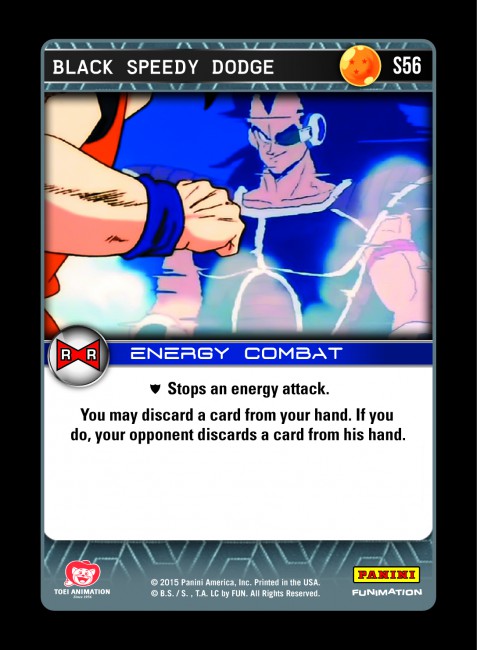 BLACK SPEEDY DODGE S56
R R ENERGY COMBAT
Stops an energy attack.
You may discard a card from your hand. If you
do, your opponent discards a card from his hand.
TOEI ANIMATION
Since 1956
© 2015 Panini America, Inc. Printed in the USA.
© B.S. / S. , T.A. LC by FUN. All Rights Reserved.
PANINI
FUNIMATION